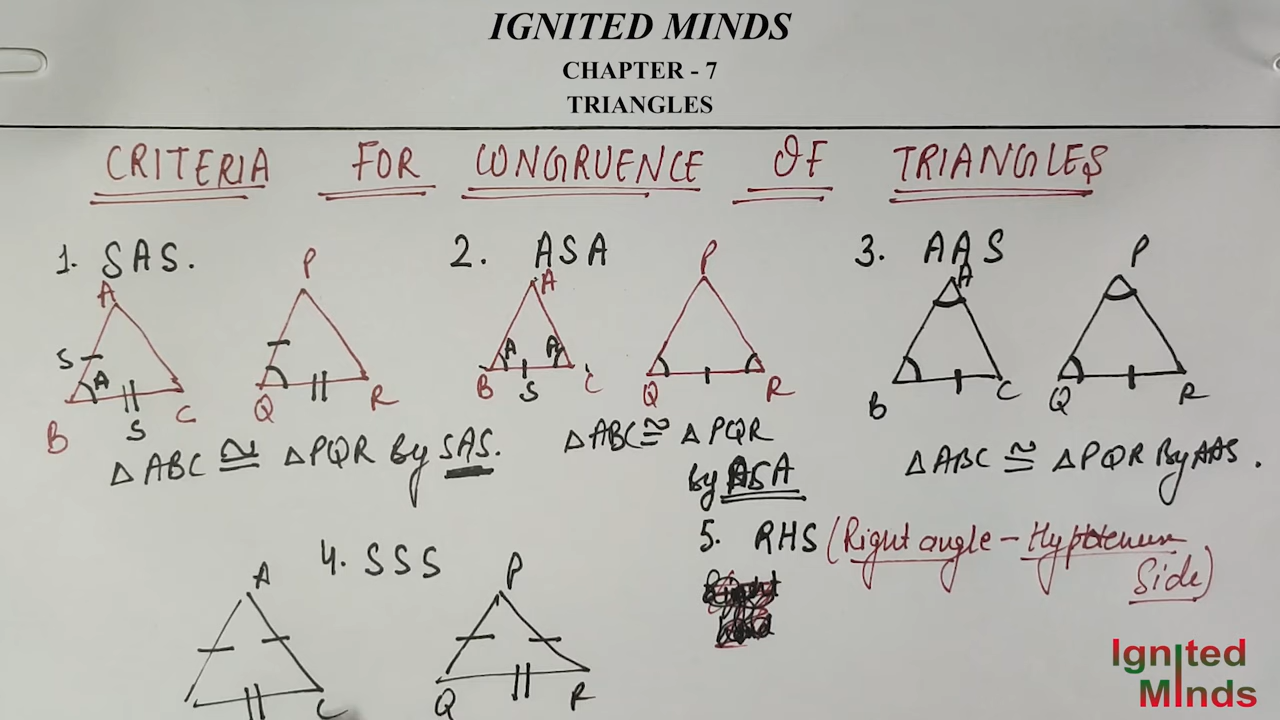 IGNITED MINDS
CHAPTER - 7
TRIANGLES
CRITERIA FOR CONGRUENCE OF TRIANGLES
1. SAS.
A
S
A
B
S
C
P
Q
R
△ABC ≅ △PQR By SAS.
2. ASA
A
A
A
B
S
C
P
Q
R
△ABC ≅ △PQR
by ASA
3. AAS
A
B
C
P
Q
R
△ABC ≅ △PQR By AAS.
4. SSS
A
C
P
Q
R
5. RHS (Right angle - Hypotenuse
Side)
Ignited
Minds